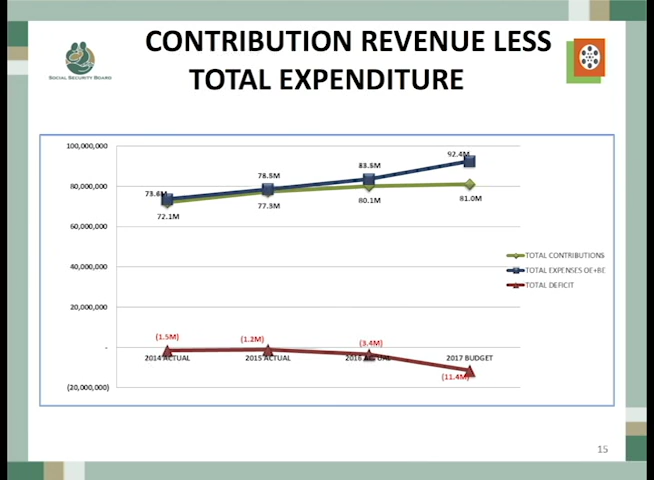 CONTRIBUTION REVENUE LESS
TOTAL EXPENDITURE
SOCIAL SECURITY BOARD
100,000,000
80,000,000
60,000,000
40,000,000
20,000,000
-
(20,000,000)
73.6M
78.5M
83.5M
92.4M
72.1M
77.3M
80.1M
81.0M
TOTAL CONTRIBUTIONS
TOTAL EXPENSES OE+BE
TOTAL DEFICIT
(1.5M)
(1.2M)
(3.4M)
(11.4M)
2014 ACTUAL
2015 ACTUAL
2016 ACTUAL
2017 BUDGET
15